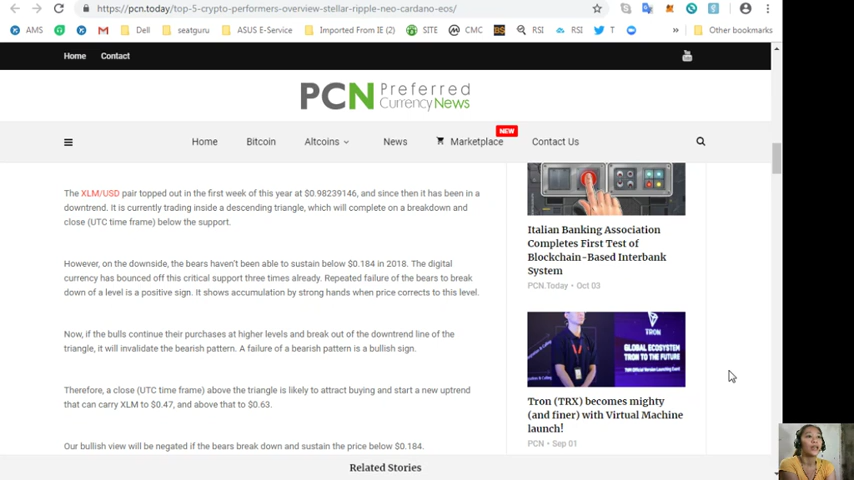 https://pcn.today/top-5-crypto-performers-overview-stellar-ripple-neo-cardano-eos/
AMS
Dell
seatguru
ASUS E-Service
Imported From IE (2)
SITE
CMC
BS
RSI
RSI
T
»
Other bookmarks
Home
Contact
You
PCN Preferred
Currency News
Home
Bitcoin
Altcoins
News
NEW
Marketplace
Contact Us
The XLM/USD pair topped out in the first week of this year at $0.98239146, and since then it has been in a
downtrend. It is currently trading inside a descending triangle, which will complete on a breakdown and
close (UTC time frame) below the support.
However, on the downside, the bears haven't been able to sustain below $0.184 in 2018. The digital
currency has bounced off this critical support three times already. Repeated failure of the bears to break
down of a level is a positive sign. It shows accumulation by strong hands when price corrects to this level.
Now, if the bulls continue their purchases at higher levels and break out of the downtrend line of the
triangle, it will invalidate the bearish pattern. A failure of a bearish pattern is a bullish sign.
Therefore, a close (UTC time frame) above the triangle is likely to attract buying and start a new uptrend
that can carry XLM to $0.47, and above that to $0.63.
Our bullish view will be negated if the bears break down and sustain the price below $0.184.
Italian Banking Association
Completes First Test of
Blockchain-Based Interbank
System
PCN.Today - Oct 03
TRON
GLOBAL ECOSYSTEM
TRON TO THE FUTURE
Tron (TRX) becomes mighty
(and finer) with Virtual Machine
launch!
PCN - Sep 01
Related Stories